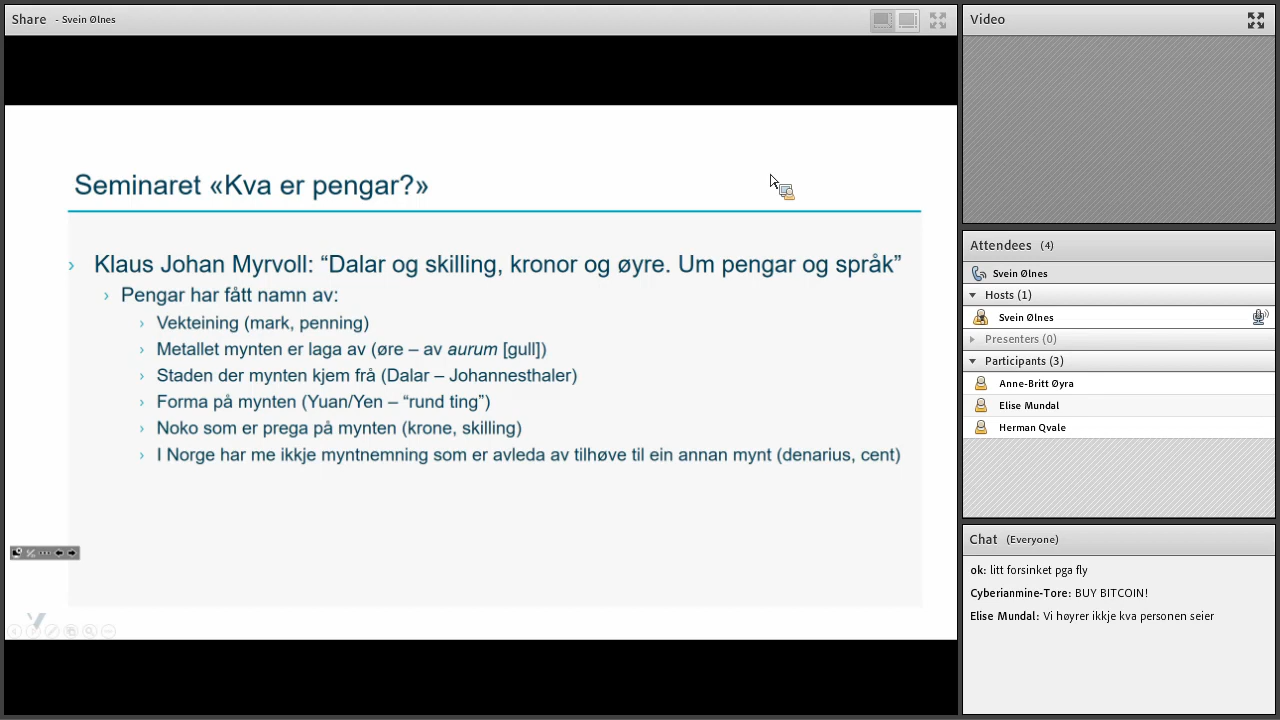 Share - Svein Ølnes
Seminaret «Kva er pengar?»
› Klaus Johan Myrvoll: “Dalar og skilling, kronor og øyre. Um pengar og språk”
› Pengar har fått namn av:
› Vekteining (mark, penning)
› Metallet mynten er laga av (øre – av aurum [gull])
› Staden der mynten kjem frå (Dalar – Johannesthaler)
› Forma på mynten (Yuan/Yen – “rund ting”)
› Noko som er prega på mynten (krone, skilling)
› I Norge har me ikkje myntnemning som er avleda av tilhøve til ein annan mynt (denarius, cent)
Video
Attendees (4)
Svein Ølnes
Hosts (1)
Svein Ølnes
Presenters (0)
Participants (3)
Anne-Britt Øyra
Elise Mundal
Herman Qvale
Chat (Everyone)
ok: litt forsinket pga fly
Cyberianmine-Tore: BUY BITCOIN!
Elise Mundal: Vi høyrer ikkje kva personen seier